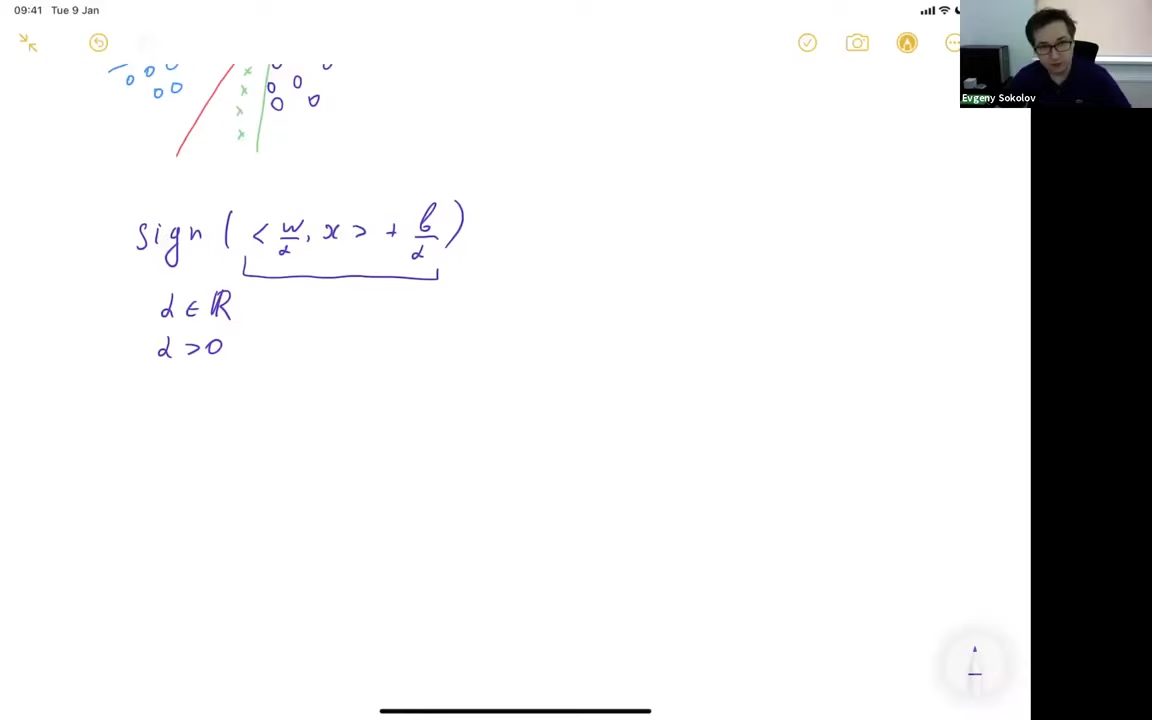 09:41 Tue 9 Jan
Evgeny Sokolov
sign ( < w/α, x > + b/α )
α ∈ ℝ
α > 0